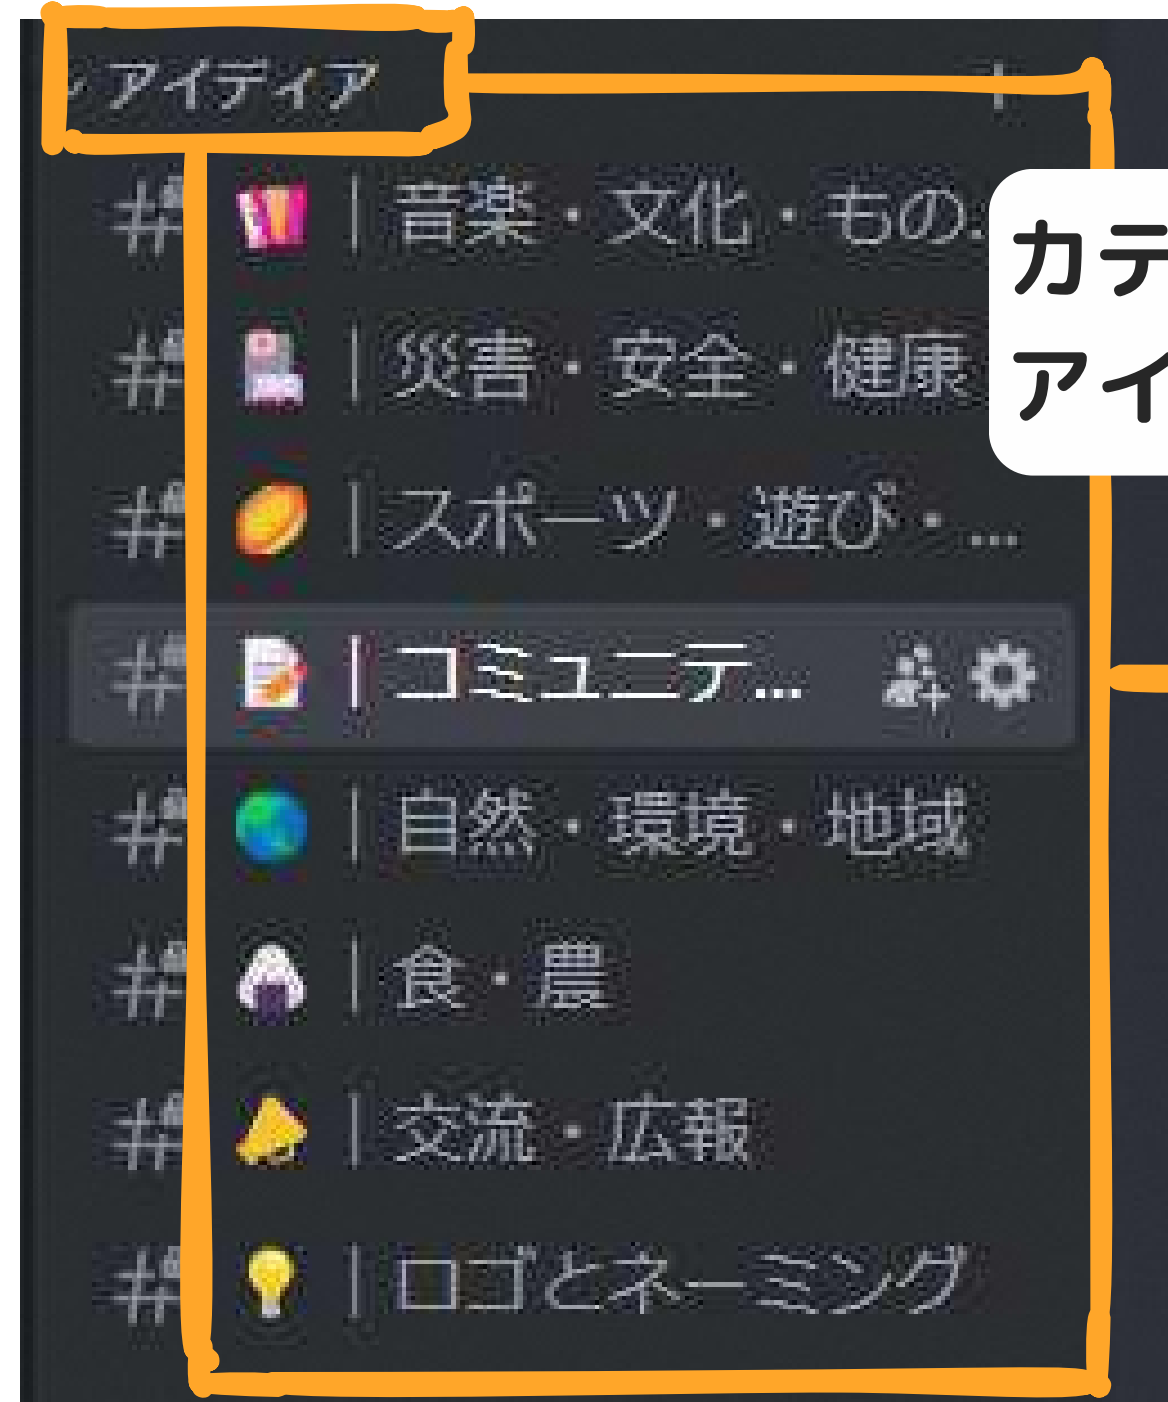 アイディア
# | 音楽・文化・もの…
# | 災害・安全・健康
# | スポーツ・遊び・...
# | コミュニテ...
# | 自然・環境・地域
# | 食・農
# | 交流・広報
# | ロゴとネーミング
カテ
アイ